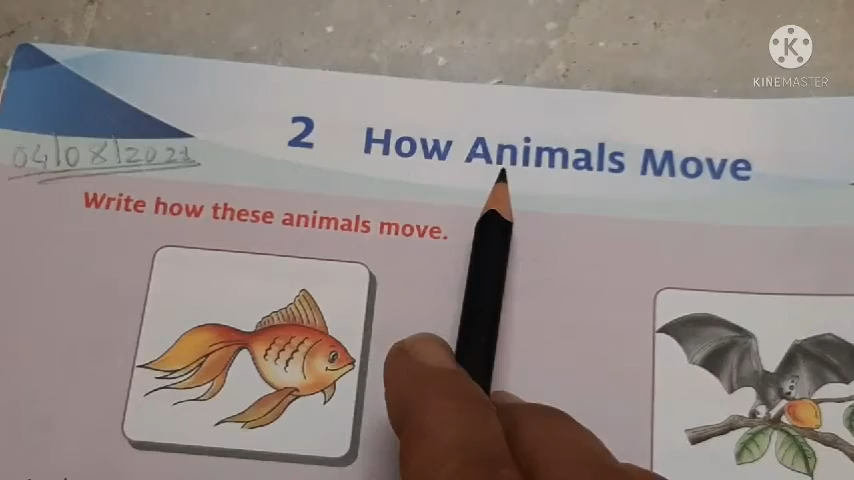 KINEMASTER
2 How Animals Move
04/08/2021
Write how these animals move.